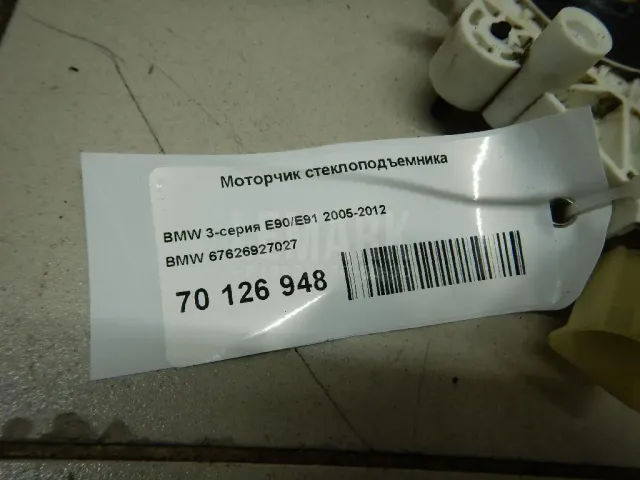 Моторчик стеклоподъемника
BMW 3-серия E90/E91 2005-2012
BMW 67626927027
70 126 948